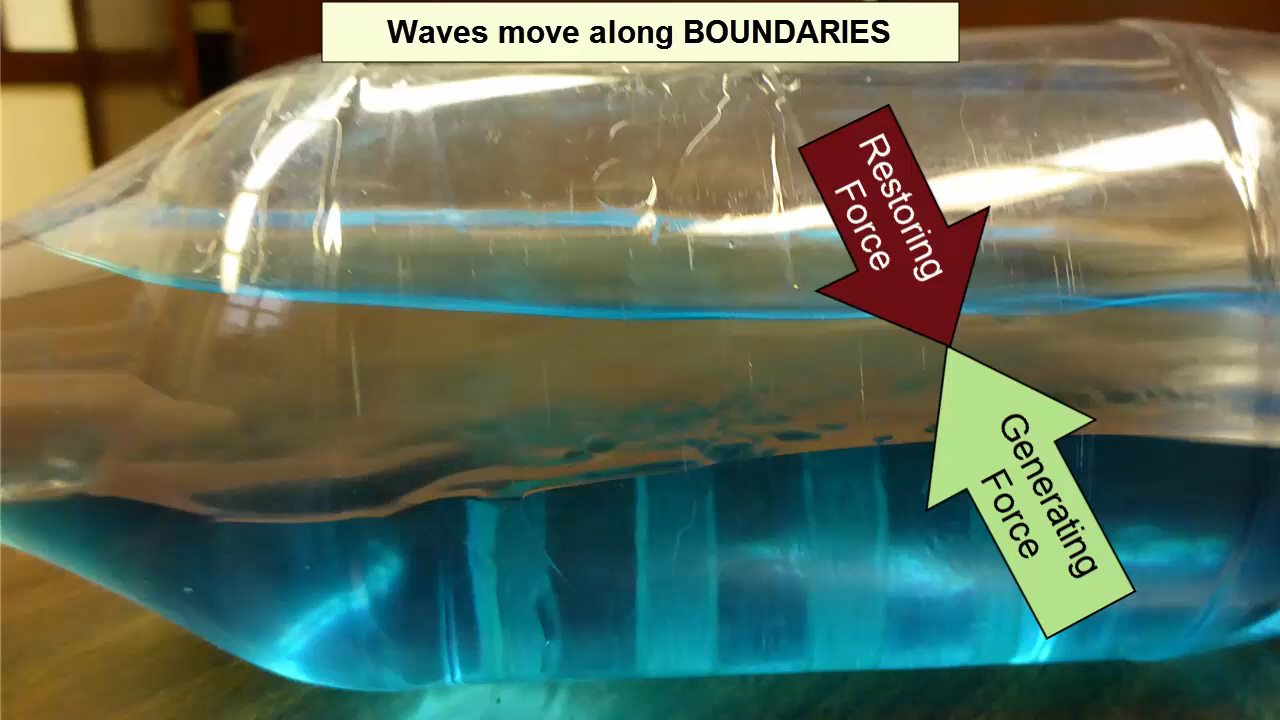 Waves move along BOUNDARIES
Restoring
Force
Generating
Force